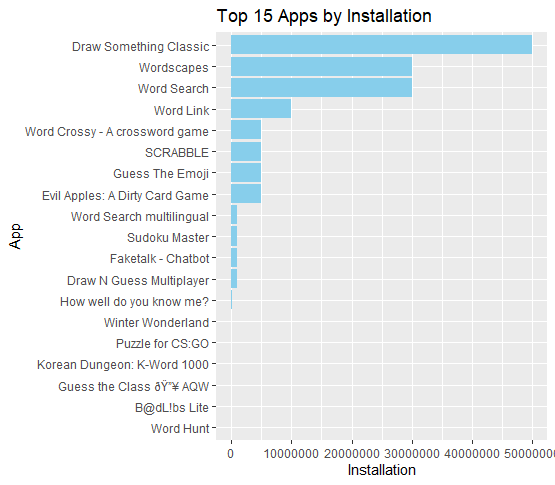 Top 15 Apps by Installation
Draw Something Classic
Wordscapes
Word Search
Word Link
Word Crossy - A crossword game
SCRABBLE
Guess The Emoji
Evil Apples: A Dirty Card Game
Word Search multilingual
Sudoku Master
Faketalk - Chatbot
Draw N Guess Multiplayer
How well do you know me?
Winter Wonderland
Puzzle for CS:GO
Korean Dungeon: K-Word 1000
Guess the Class ðŸ”¥ AQW
B@dL!bs Lite
Word Hunt
App
0 10000000 20000000 30000000 40000000 50000000
Installation